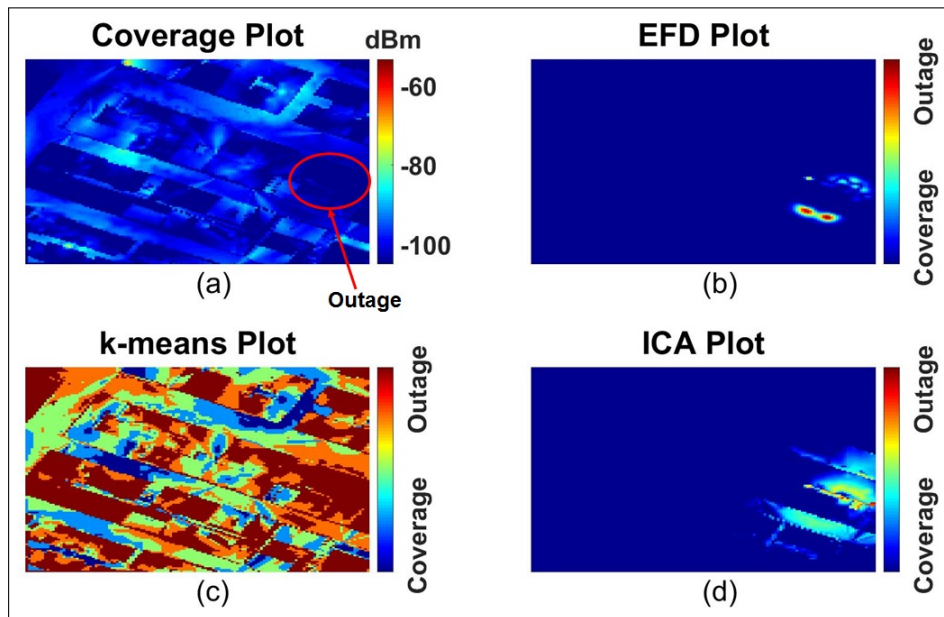 Coverage Plot
dBm
-60
-80
-100
(a)
Outage
EFD Plot
Outage
Coverage
(b)
k-means Plot
Outage
Coverage
(c)
ICA Plot
Outage
Coverage
(d)